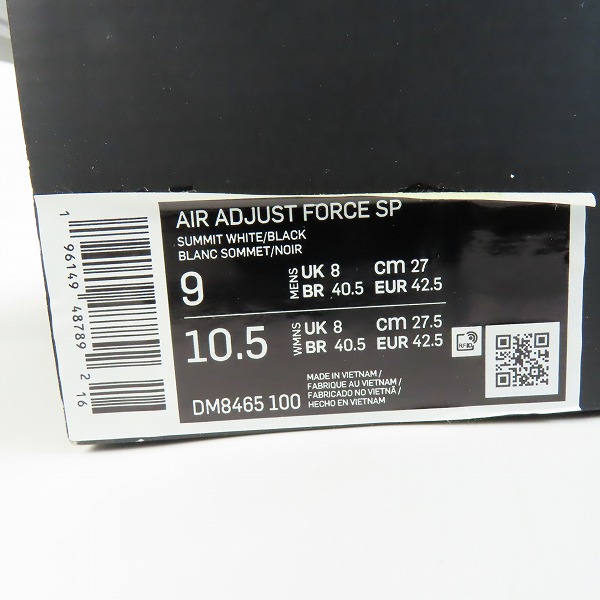 AIR ADJUST FORCE SP
SUMMIT WHITE/BLACK
BLANC SOMMET/NOIR
9 MENS UK 8 cm 27
BR 40.5 EUR 42.5
10.5 WMNS UK 8 cm 27.5
BR 40.5 EUR 42.5
RFID
DM8465 100
MADE IN VIETNAM /
FABRIQUE AU VIETNAM /
FABRICADO NO VIETNÃ /
HECHO EN VIETNAM
1 96149 48789 2 16